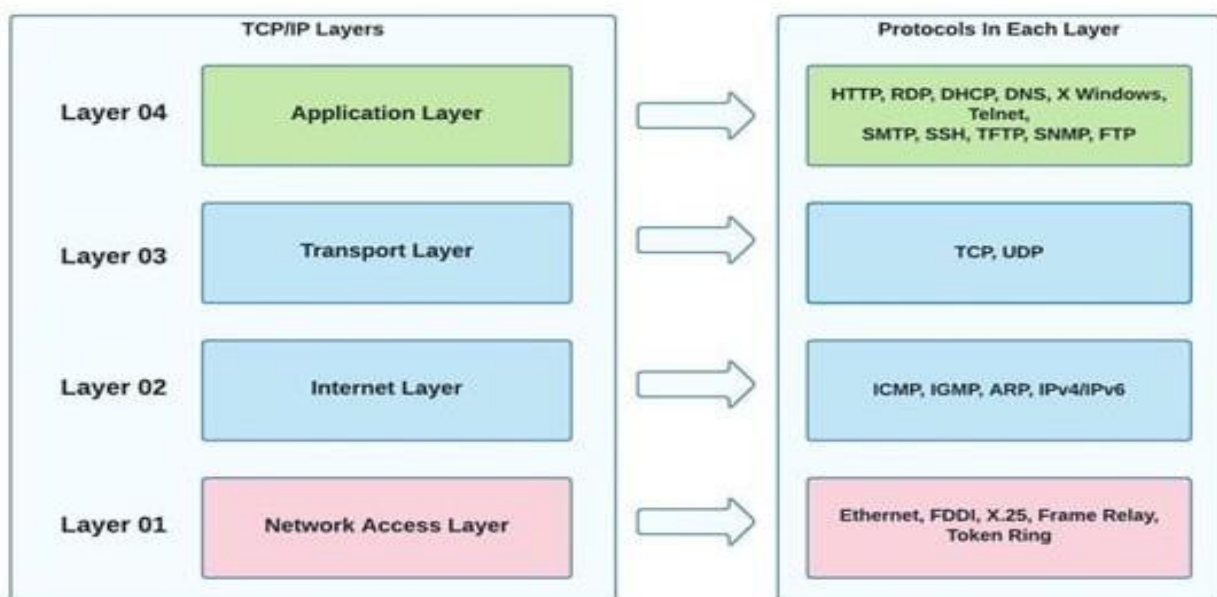 TCP/IP Layers
Protocols In Each Layer
Layer 04
Application Layer
HTTP, RDP, DHCP, DNS, X Windows,
Telnet,
SMTP, SSH, TFTP, SNMP, FTP
Layer 03
Transport Layer
TCP, UDP
Layer 02
Internet Layer
ICMP, IGMP, ARP, IPv4/IPv6
Layer 01
Network Access Layer
Ethernet, FDDI, X.25, Frame Relay,
Token Ring